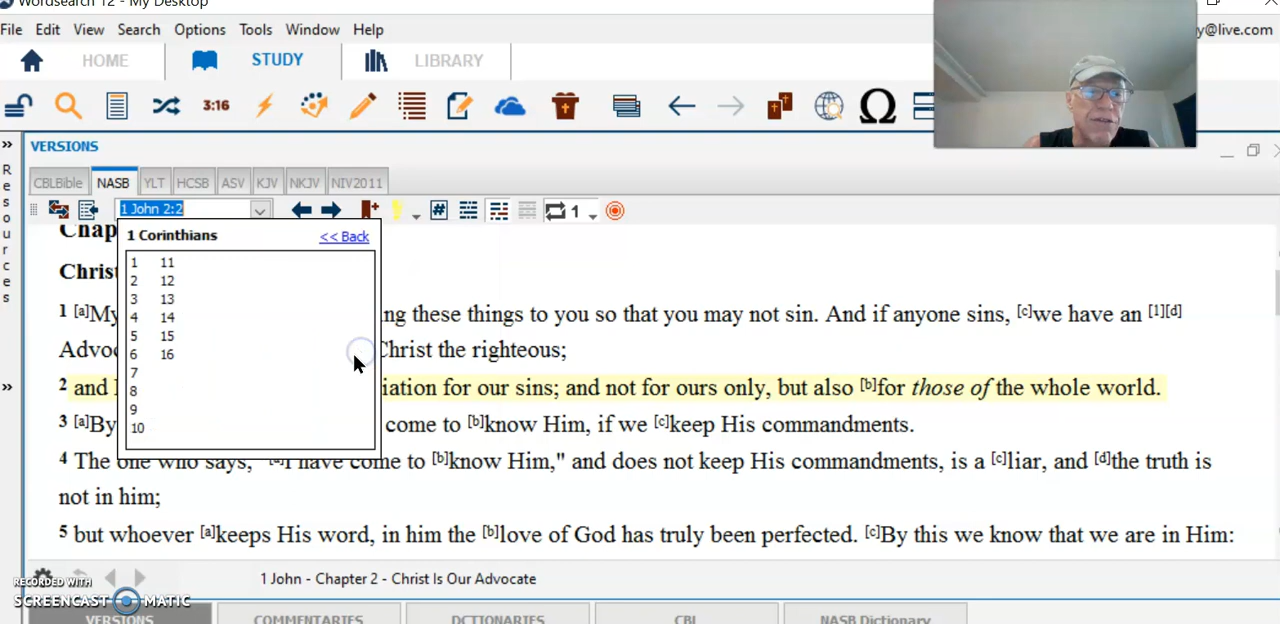 Wordsearch 12 - My Desktop
File Edit View Search Options Tools Window Help
y@live.com
HOME STUDY LIBRARY
3:16 Ω
VERSIONS
» Resources
CBLBible NASB YLT HCSB ASV KJV NKJV NIV2011
1 John 2:2
# 1
1 Corinthians << Back
1 11
2 12
3 13
4 14
5 15
6 16
7
8
9
10
Chap
Christ
1 [a]My ng these things to you so that you may not sin. And if anyone sins, [c]we have an [1][d]
Advoc Christ the righteous;
2 and iation for our sins; and not for ours only, but also [b]for those of the whole world.
3 [a]By come to [b]know Him, if we [c]keep His commandments.
4 The one who says, "I have come to [b]know Him," and does not keep His commandments, is a [c]liar, and [d]the truth is
»
not in him;
5 but whoever [a]keeps His word, in him the [b]love of God has truly been perfected. [c]By this we know that we are in Him:
1 John - Chapter 2 - Christ Is Our Advocate
RECORDED WITH
SCREENCAST MATIC
VERSIONS COMMENTARIES DCTIONARIES CBL NASB Dictionary